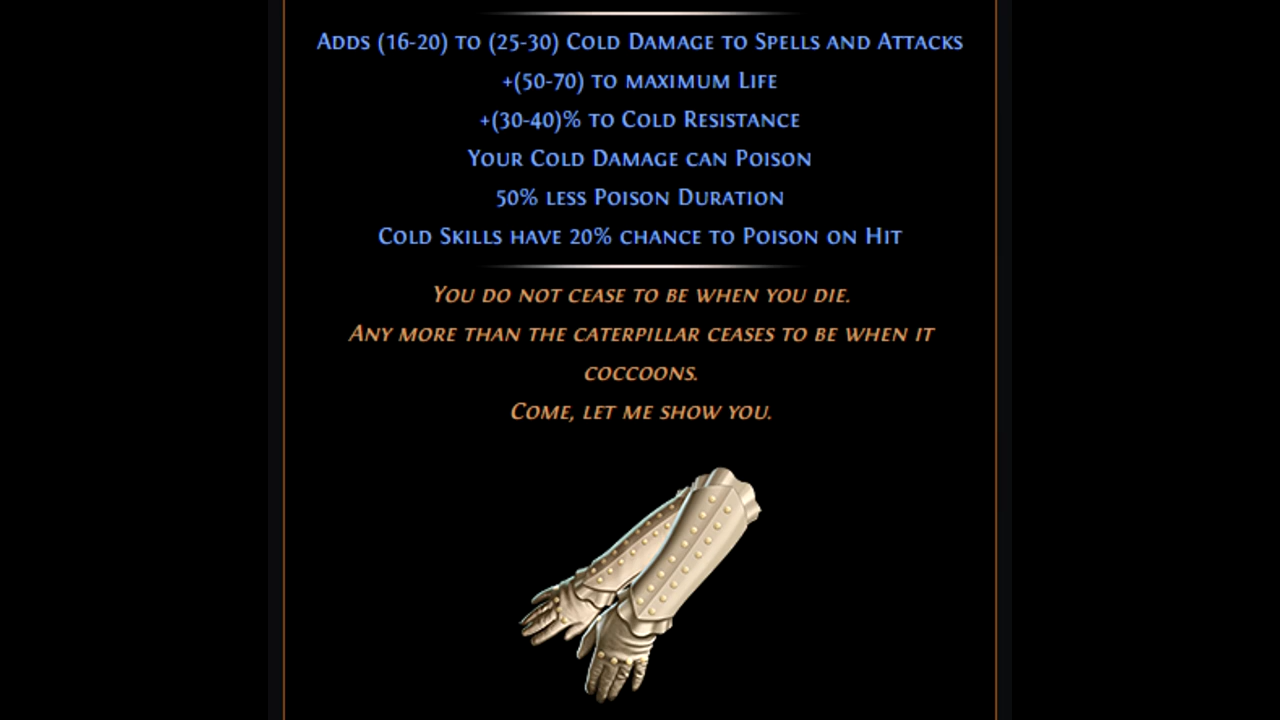 Adds (16-20) to (25-30) Cold Damage to Spells and Attacks
+(50-70) to maximum Life
+(30-40)% to Cold Resistance
Your Cold Damage can Poison
50% less Poison Duration
Cold Skills have 20% chance to Poison on Hit
You do not cease to be when you die.
Any more than the caterpillar ceases to be when it
coccoons.
Come, let me show you.